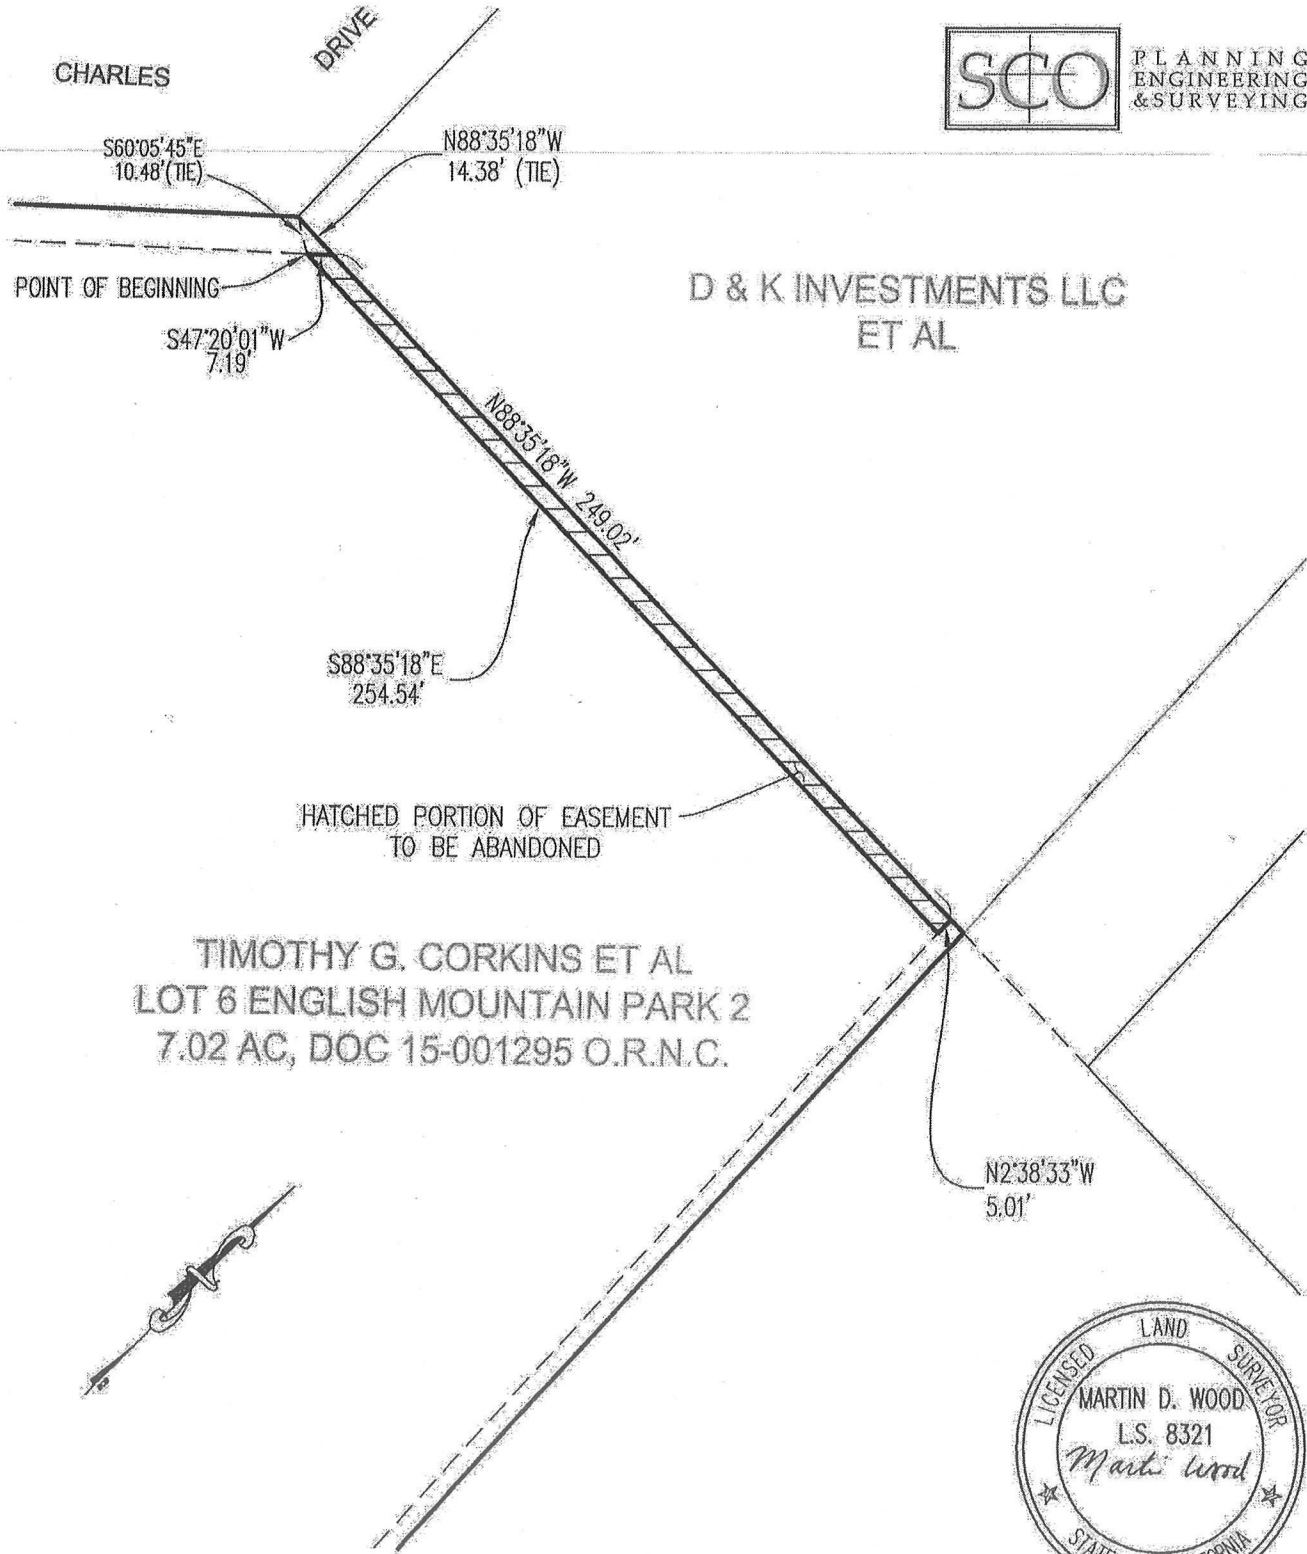 CHARLES
DRIVE
SCO
PLANNING
ENGINEERING
&SURVEYING
S60°05'45"E
10.48'(TIE)
N88°35'18"W
14.38' (TIE)
POINT OF BEGINNING
S47°20'01"W
7.19'
D & K INVESTMENTS LLC
ET AL
N88°35'18"W 249.02'
S88°35'18"E
254.54'
HATCHED PORTION OF EASEMENT
TO BE ABANDONED
TIMOTHY G. CORKINS ET AL
LOT 6 ENGLISH MOUNTAIN PARK 2
7.02 AC, DOC 15-001295 O.R.N.C.
N2°38'33"W
5.01'
LICENSED LAND SURVEYOR
MARTIN D. WOOD
L.S. 8321
Martin Wood